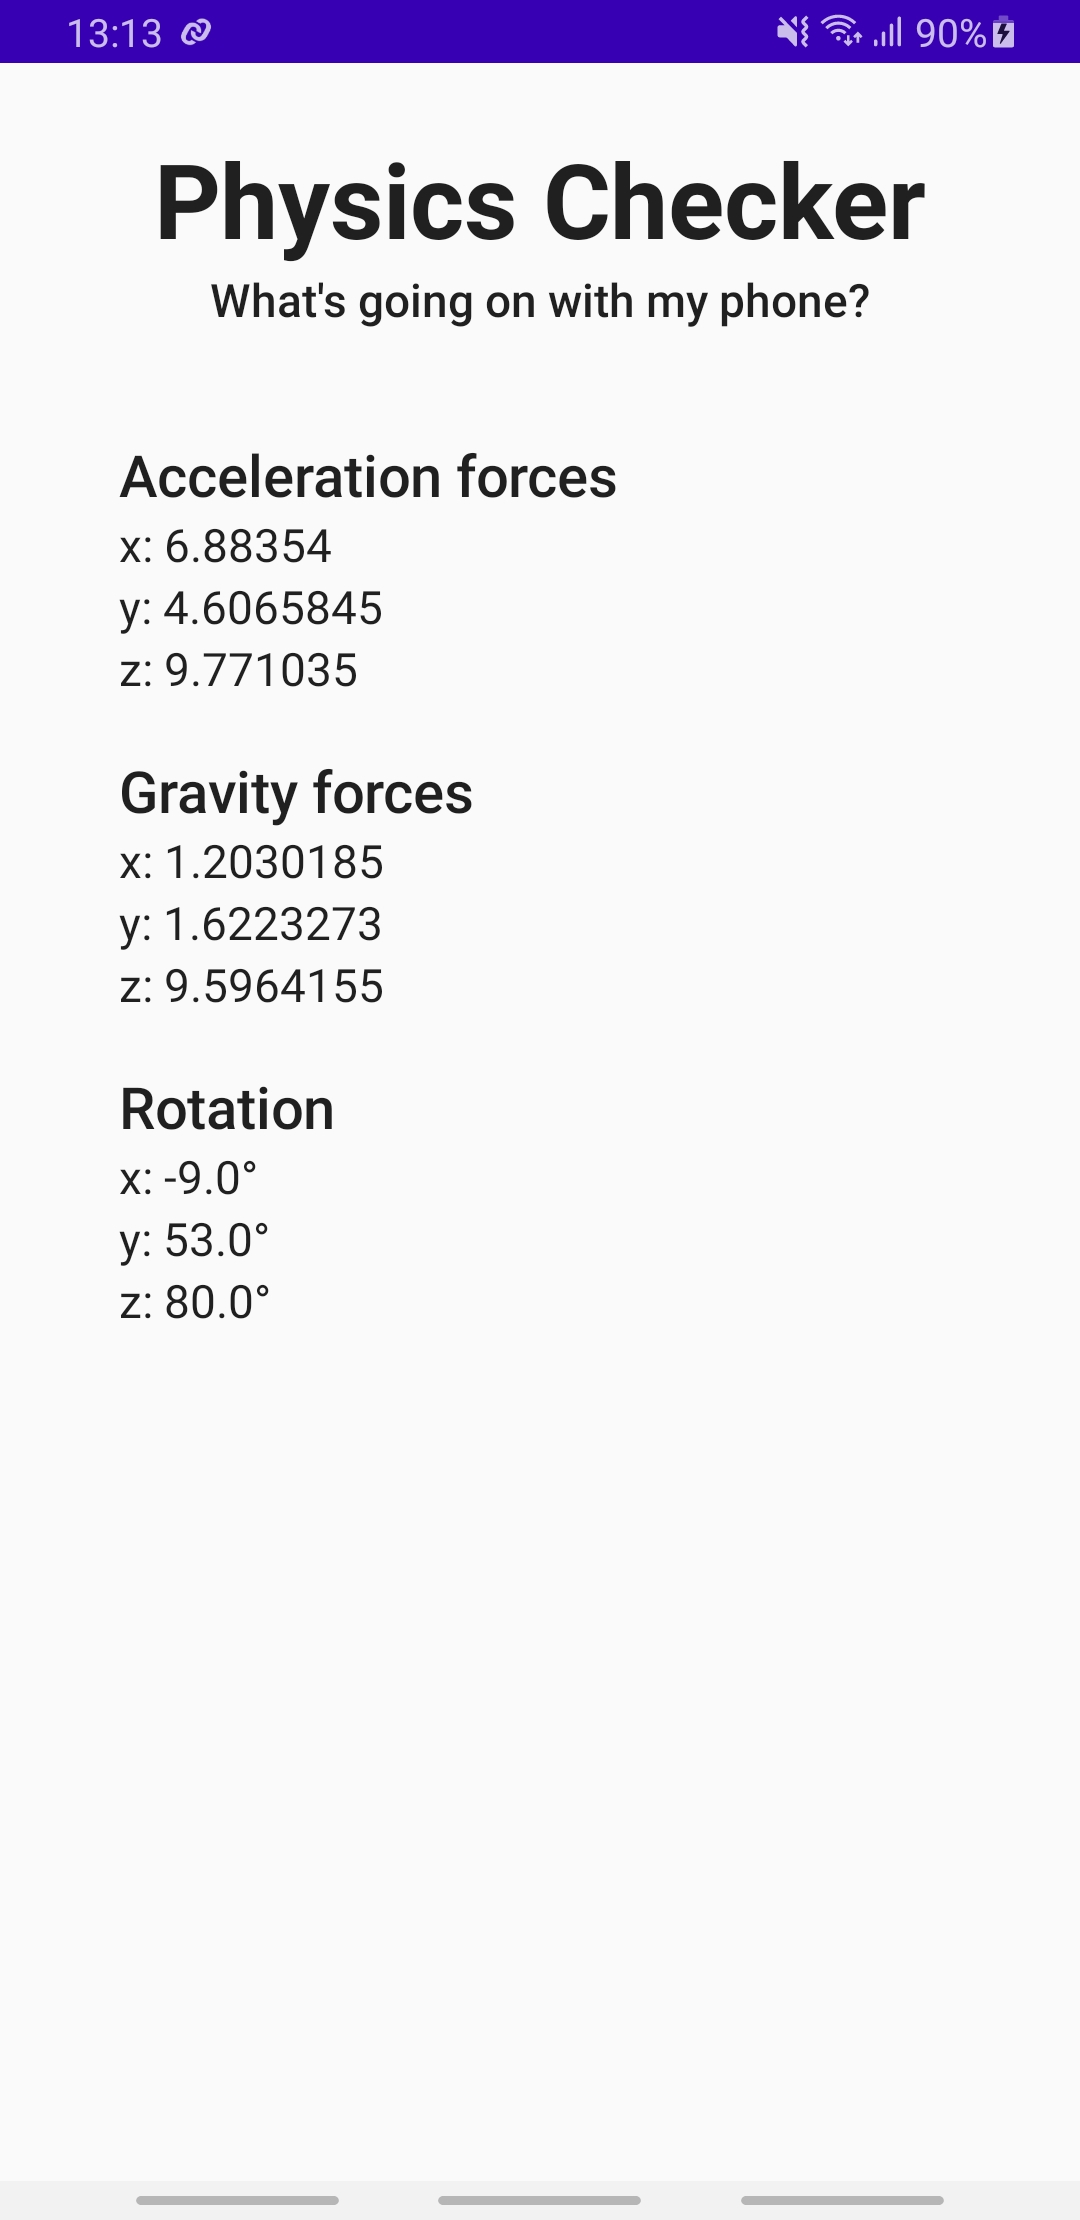 13:13 90%
Physics Checker
What's going on with my phone?
Acceleration forces
x: 6.88354
y: 4.6065845
z: 9.771035
Gravity forces
x: 1.2030185
y: 1.6223273
z: 9.5964155
Rotation
x: -9.0°
y: 53.0°
z: 80.0°